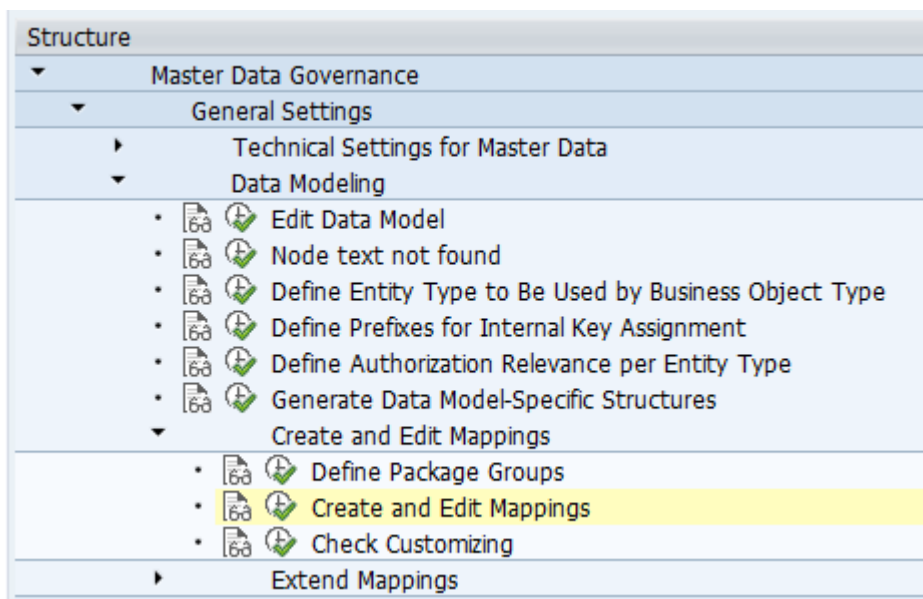 Structure
Master Data Governance
General Settings
Technical Settings for Master Data
Data Modeling
Edit Data Model
Node text not found
Define Entity Type to Be Used by Business Object Type
Define Prefixes for Internal Key Assignment
Define Authorization Relevance per Entity Type
Generate Data Model-Specific Structures
Create and Edit Mappings
Define Package Groups
Create and Edit Mappings
Check Customizing
Extend Mappings